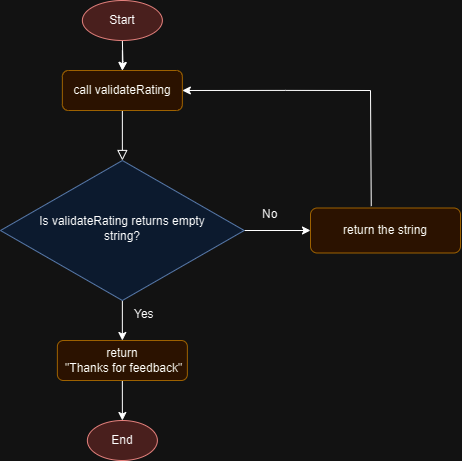 Start
call validateRating
Is validateRating returns empty
string?
No
return the string
Yes
return
"Thanks for feedback"
End